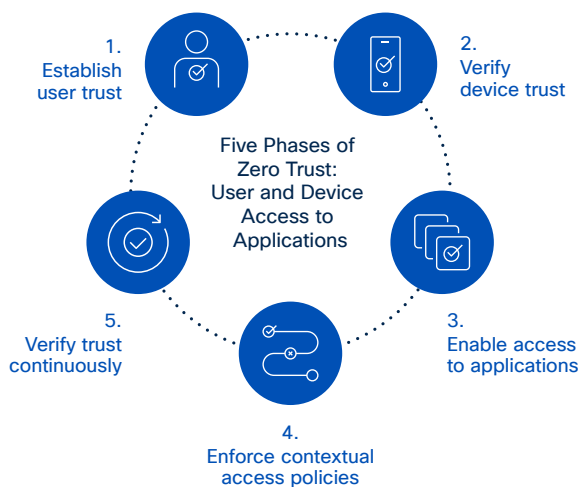 1.
Establish
user trust
2.
Verify
device trust
Five Phases of
Zero Trust:
User and Device
Access to
Applications
3.
Enable access
to applications
4.
Enforce contextual
access policies
5.
Verify trust
continuously